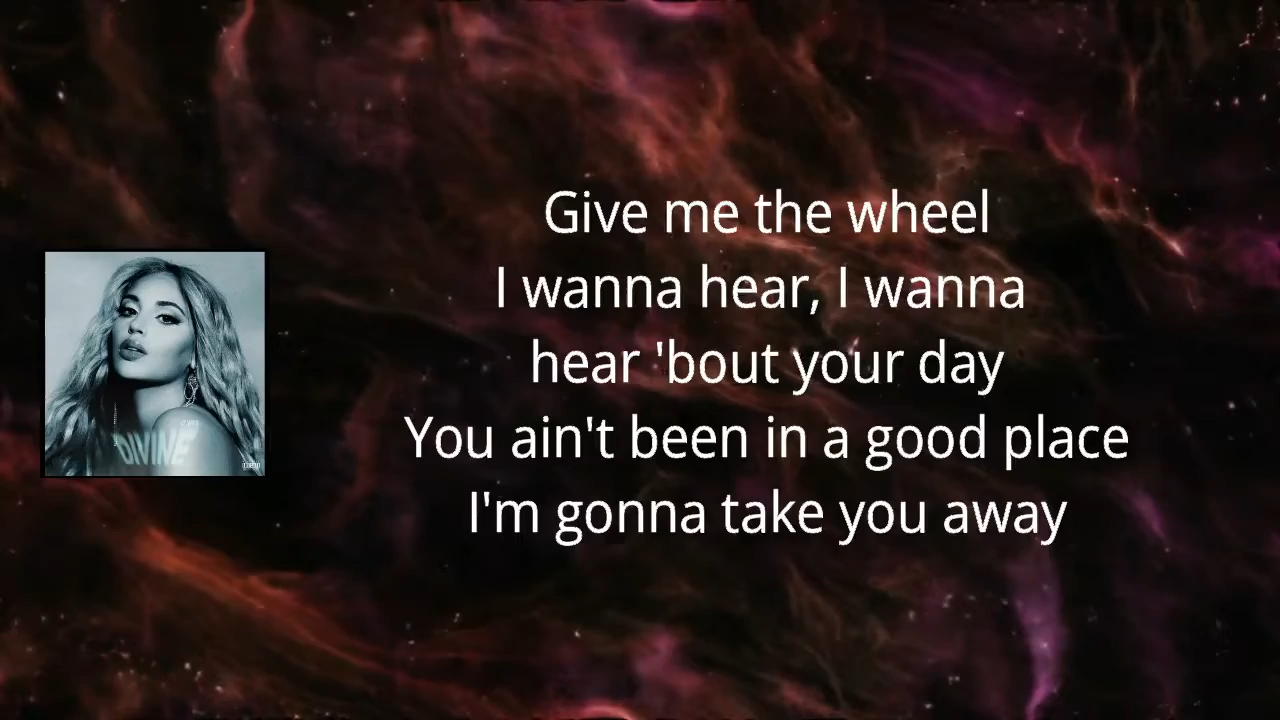 Give me the wheel
I wanna hear, I wanna
hear 'bout your day
You ain't been in a good place
I'm gonna take you away
DIVINE